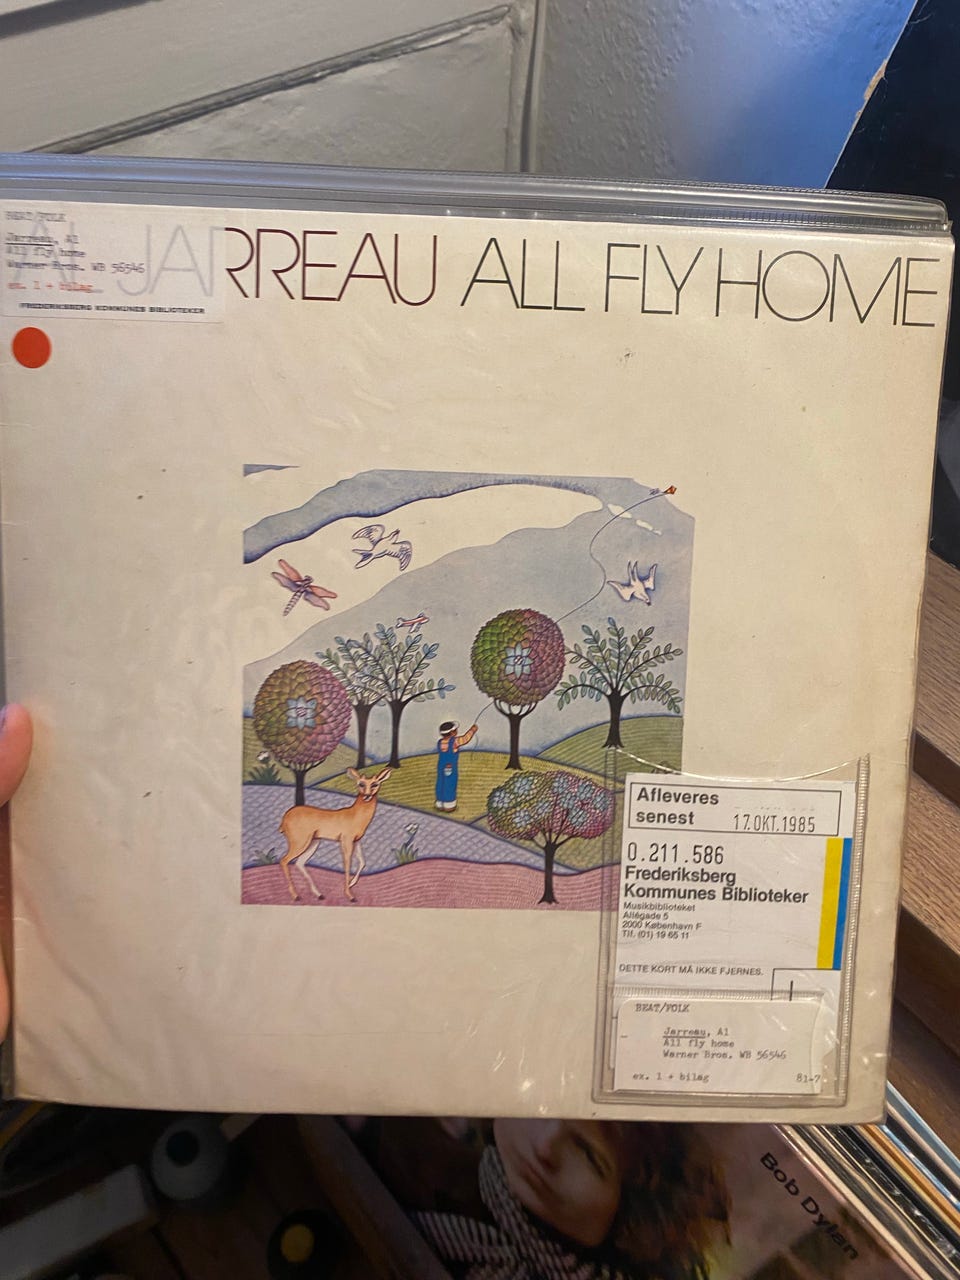 BEAT/FOLK
Jarreau, Al
All fly home
Warner Bros. WB 56546
ex. 1 + bilag
FREDERIKSBERG KOMMUNES BIBLIOTEKER
AL JARREAU ALL FLY HOME
Afleveres
senest 17.OKT.1985
0.211.586
Frederiksberg
Kommunes Biblioteker
Musikbiblioteket
Allégade 5
2000 København F
Tlf. (01) 19 65 11
DETTE KORT MÅ IKKE FJERNES.
BEAT/FOLK
Jarreau, Al
All fly home
Warner Bros. WB 56546
ex. 1 + bilag 81-7
Bob Dylan